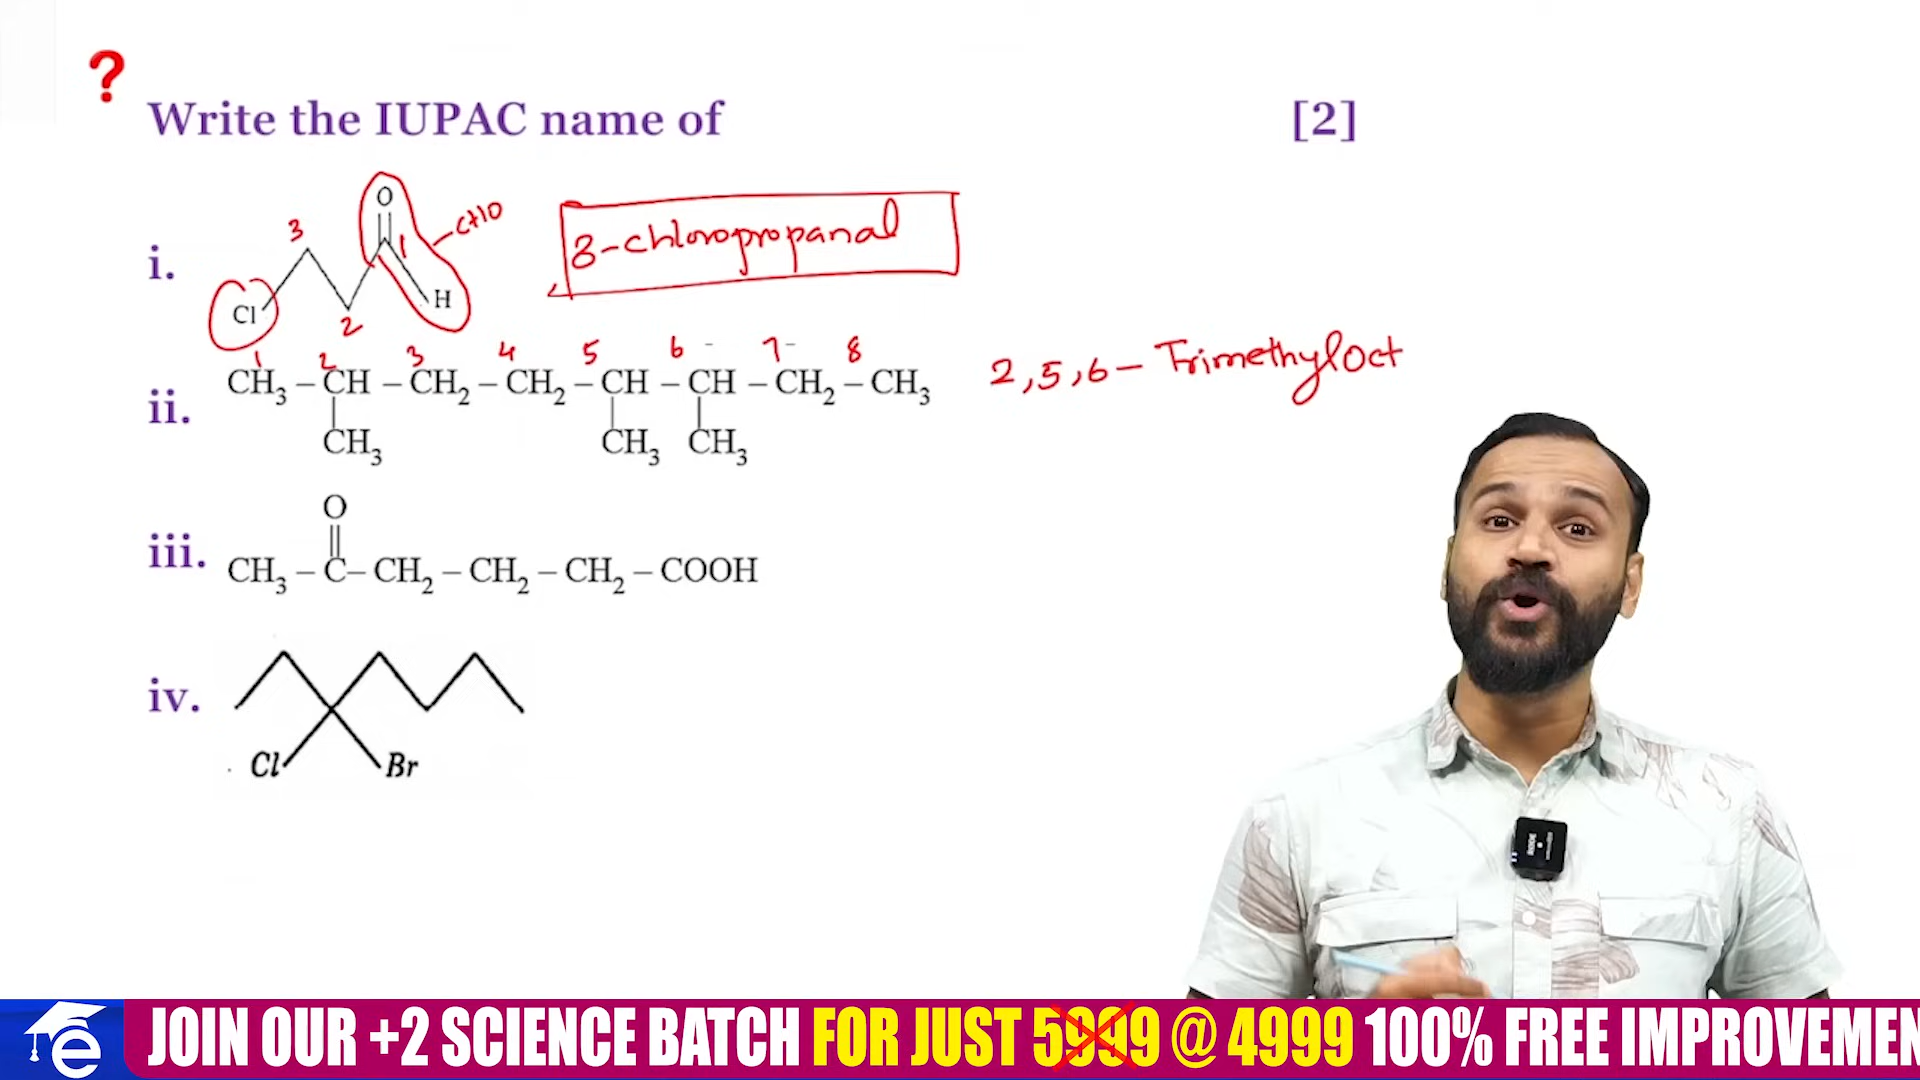 ?
Write the IUPAC name of [2]
i.
O
3
CHO
1
Cl
2
H
3-chloropropanal
1 2 3 4 5 6 7 8
ii. CH₃ – CH – CH₂ – CH₂ – CH – CH – CH₂ – CH₃
CH₃ CH₃ CH₃
2,5,6 – TrimethylOct
O
iii. CH₃ – C – CH₂ – CH₂ – CH₂ – COOH
iv.
Cl Br
e JOIN OUR +2 SCIENCE BATCH FOR JUST 5999 @ 4999 100% FREE IMPROVEMEN